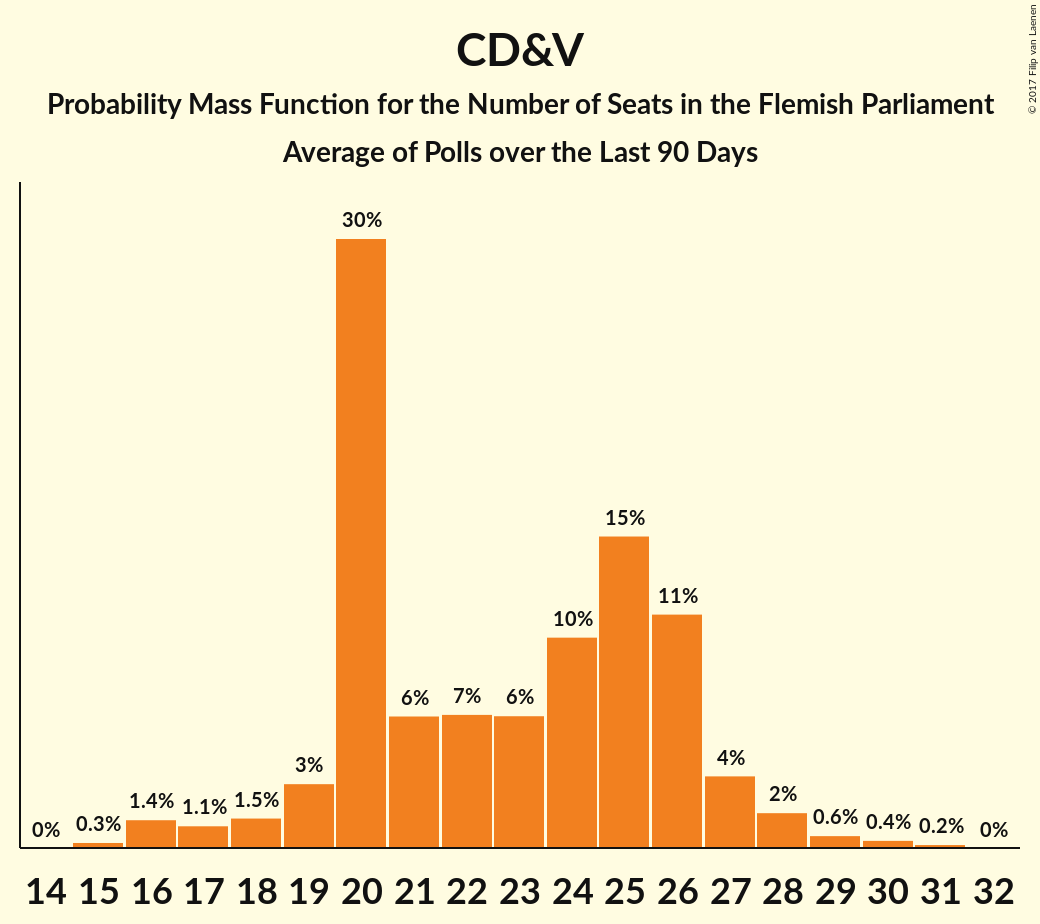 CD&V
Probability Mass Function for the Number of Seats in the Flemish Parliament
Average of Polls over the Last 90 Days
© 2017 Filip van Laenen
0% 0.3% 1.4% 1.1% 1.5% 3% 30% 6% 7% 6% 10% 15% 11% 4% 2% 0.6% 0.4% 0.2% 0%
14 15 16 17 18 19 20 21 22 23 24 25 26 27 28 29 30 31 32